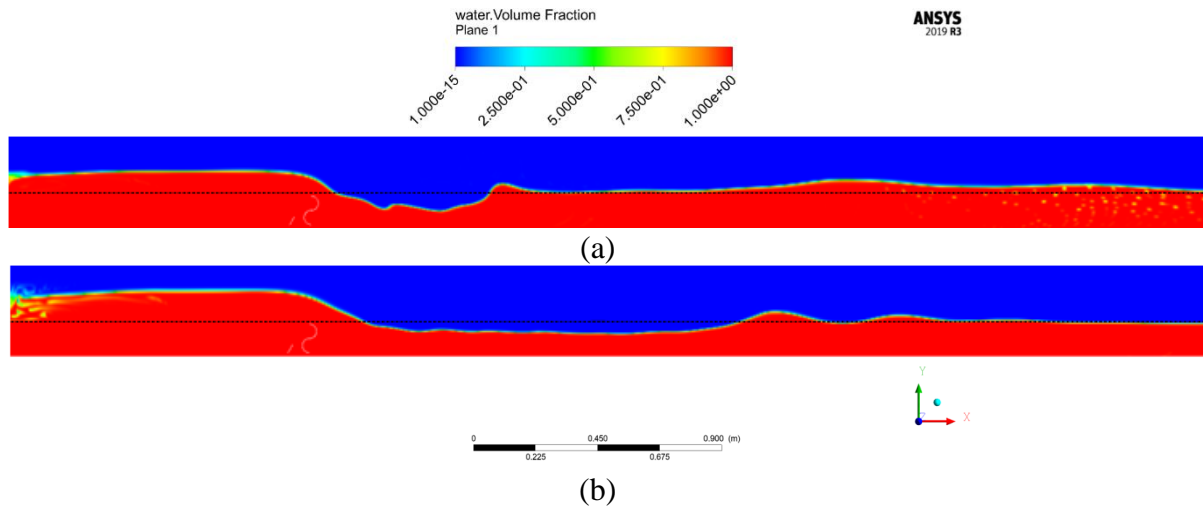 water.Volume Fraction
Plane 1
ANSYS
2019 R3
1.000e-15
2.500e-01
5.000e-01
7.500e-01
1.000e+00
(a)
(b)
Y
X
Z
0 0.450 0.900 (m)
0.225 0.675